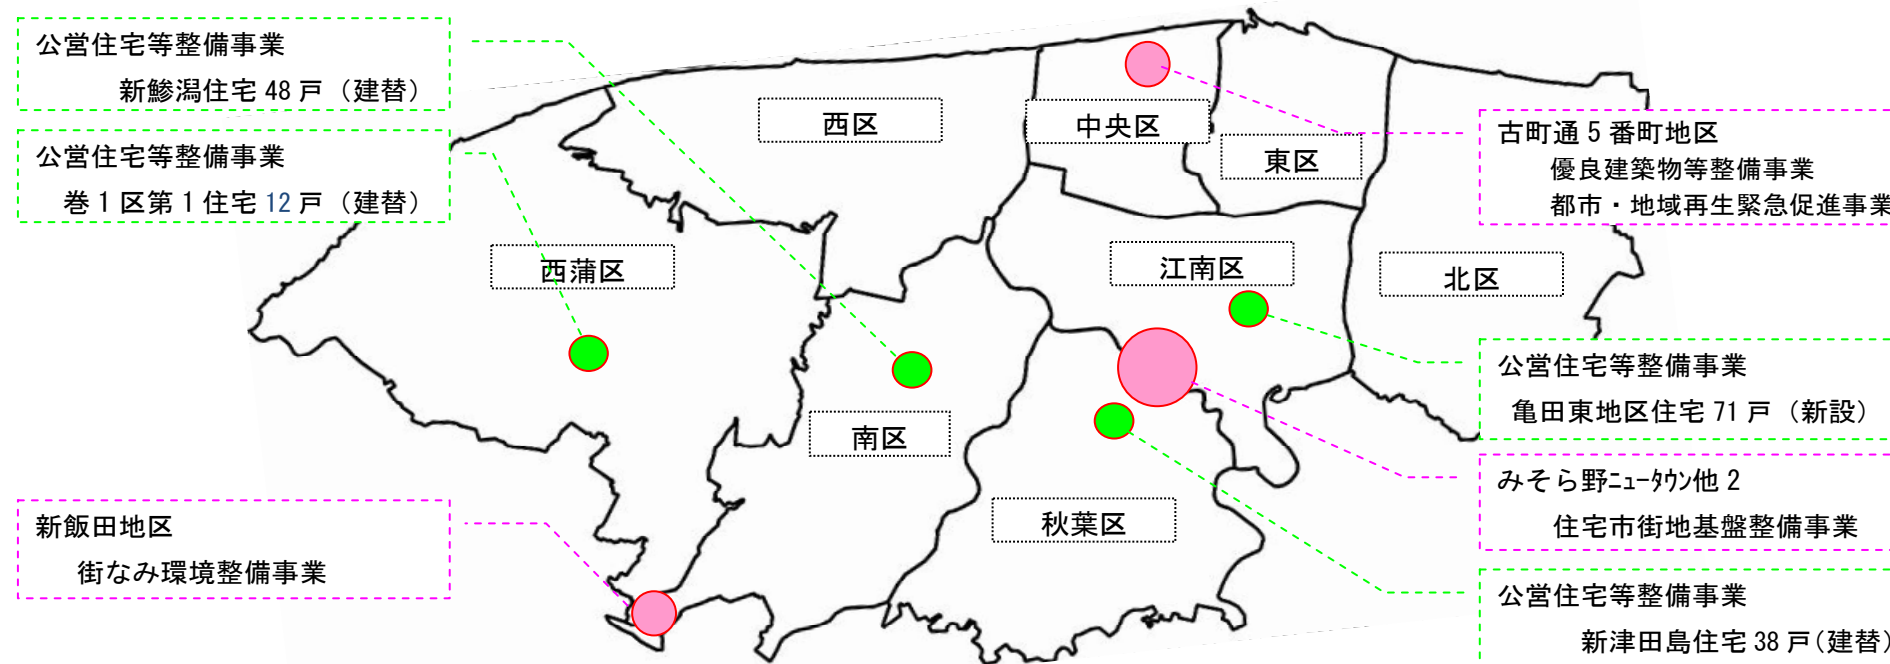 公営住宅等整備事業
新鯵潟住宅 48 戸（建替）
公営住宅等整備事業
巻 1 区第 1 住宅 12 戸（建替）
新飯田地区
街なみ環境整備事業
西区
中央区
東区
西蒲区
江南区
北区
南区
秋葉区
古町通 5 番町地区
優良建築物等整備事業
都市・地域再生緊急促進事業
公営住宅等整備事業
亀田東地区住宅 71 戸（新設）
みそら野ﾆｭｰﾀｳﾝ他 2
住宅市街地基盤整備事業
公営住宅等整備事業
新津田島住宅 38 戸(建替)